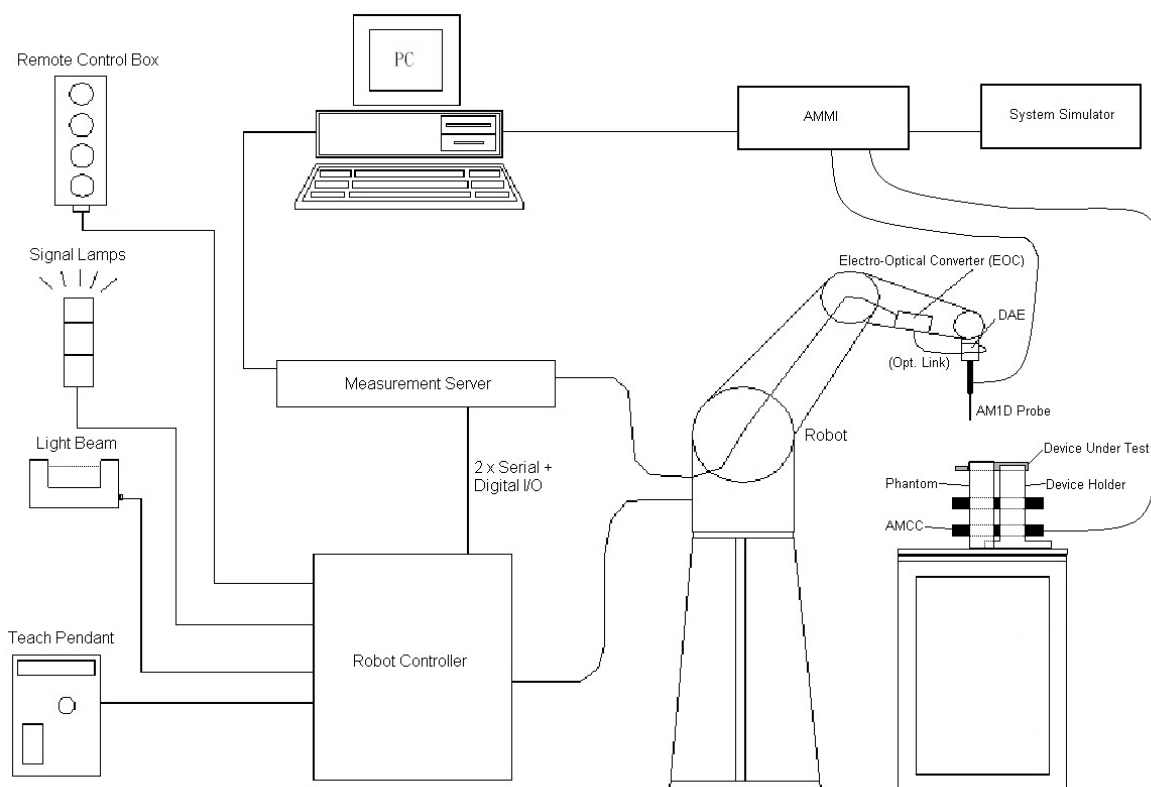 Remote Control Box
PC
AMMI
System Simulator
Signal Lamps
Electro-Optical Converter (EOC)
DAE
(Opt. Link)
Measurement Server
AM1D Probe
Light Beam
Robot
2 x Serial +
Digital I/O
Device Under Test
Phantom
Device Holder
AMCC
Teach Pendant
Robot Controller